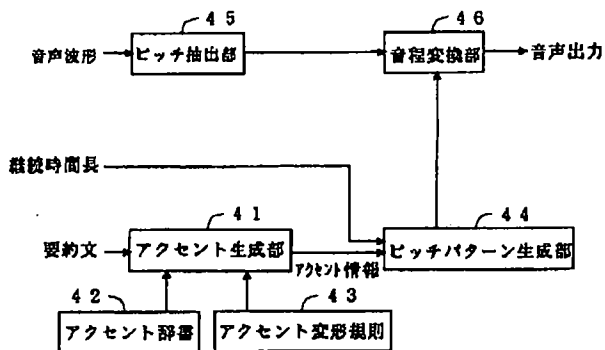 45
46
音声波形
ピッチ抽出部
音程変換部
音声出力
継続時間長
41
44
要約文
アクセント生成部
アクセント情報
ピッチパターン生成部
42
43
アクセント辞書
アクセント変形規則